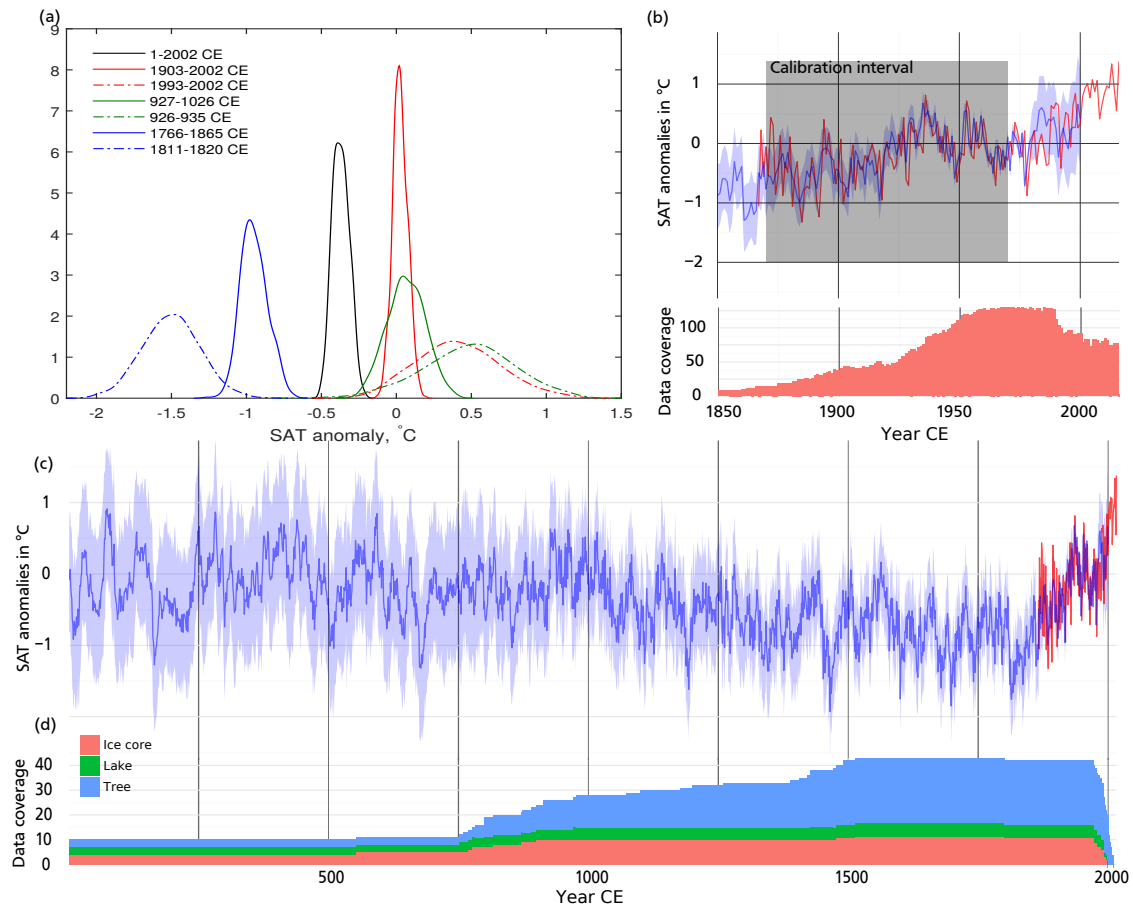 (a)
9
8
7
6
5
4
3
2
1
0
1-2002 CE
1903-2002 CE
1993-2002 CE
927-1026 CE
926-935 CE
1766-1865 CE
1811-1820 CE
-2 -1.5 -1 -0.5 0 0.5 1 1.5
SAT anomaly, °C
(b)
Calibration interval
SAT anomalies in °C
1
0
−1
−2
Data coverage
100
50
0
1850 1900 1950 2000
Year CE
(c)
SAT anomalies in °C
1
0
−1
(d)
Ice core
Lake
Tree
Data coverage
40
30
20
10
0
500 1000 1500 2000
Year CE